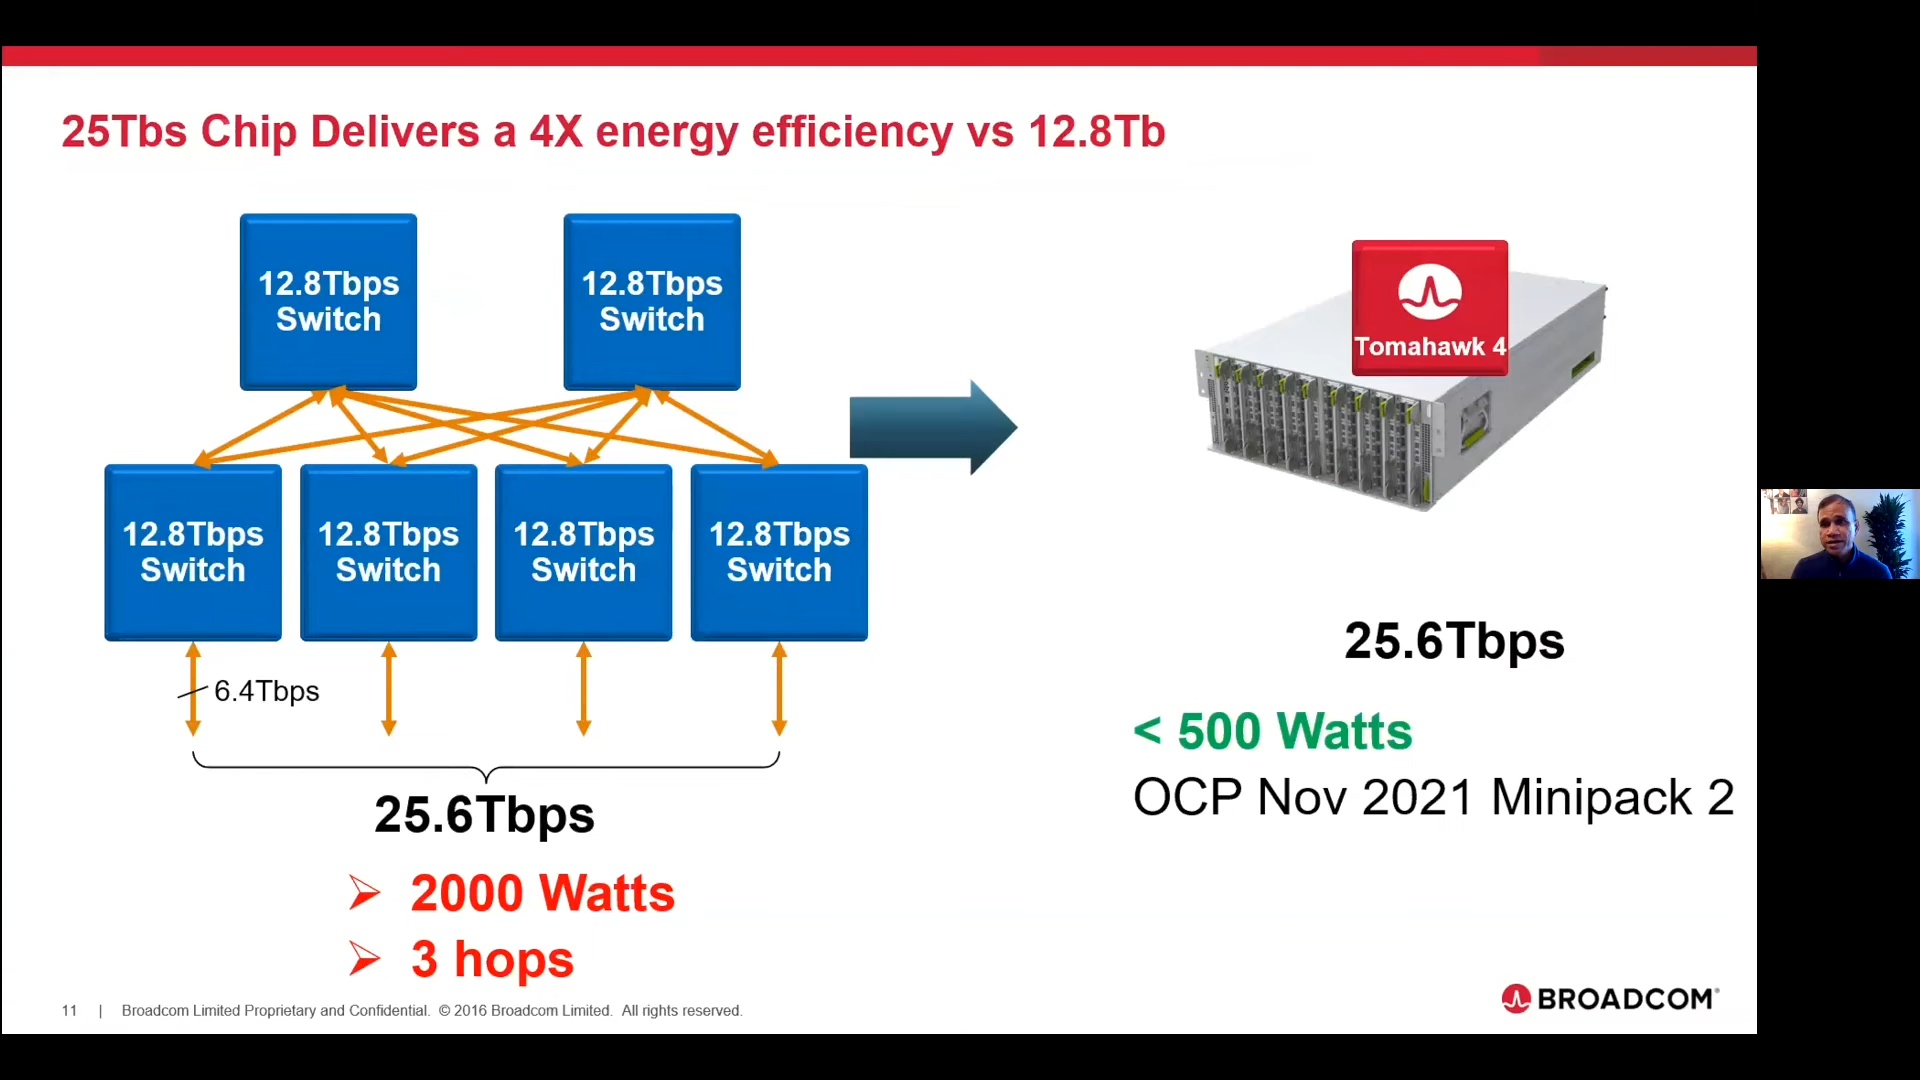 25Tbs Chip Delivers a 4X energy efficiency vs 12.8Tb
12.8Tbps
Switch
12.8Tbps
Switch
Tomahawk 4
12.8Tbps
Switch
12.8Tbps
Switch
12.8Tbps
Switch
12.8Tbps
Switch
6.4Tbps
25.6Tbps
2000 Watts
3 hops
25.6Tbps
< 500 Watts
OCP Nov 2021 Minipack 2
11 | Broadcom Limited Proprietary and Confidential. © 2016 Broadcom Limited. All rights reserved.
BROADCOM®